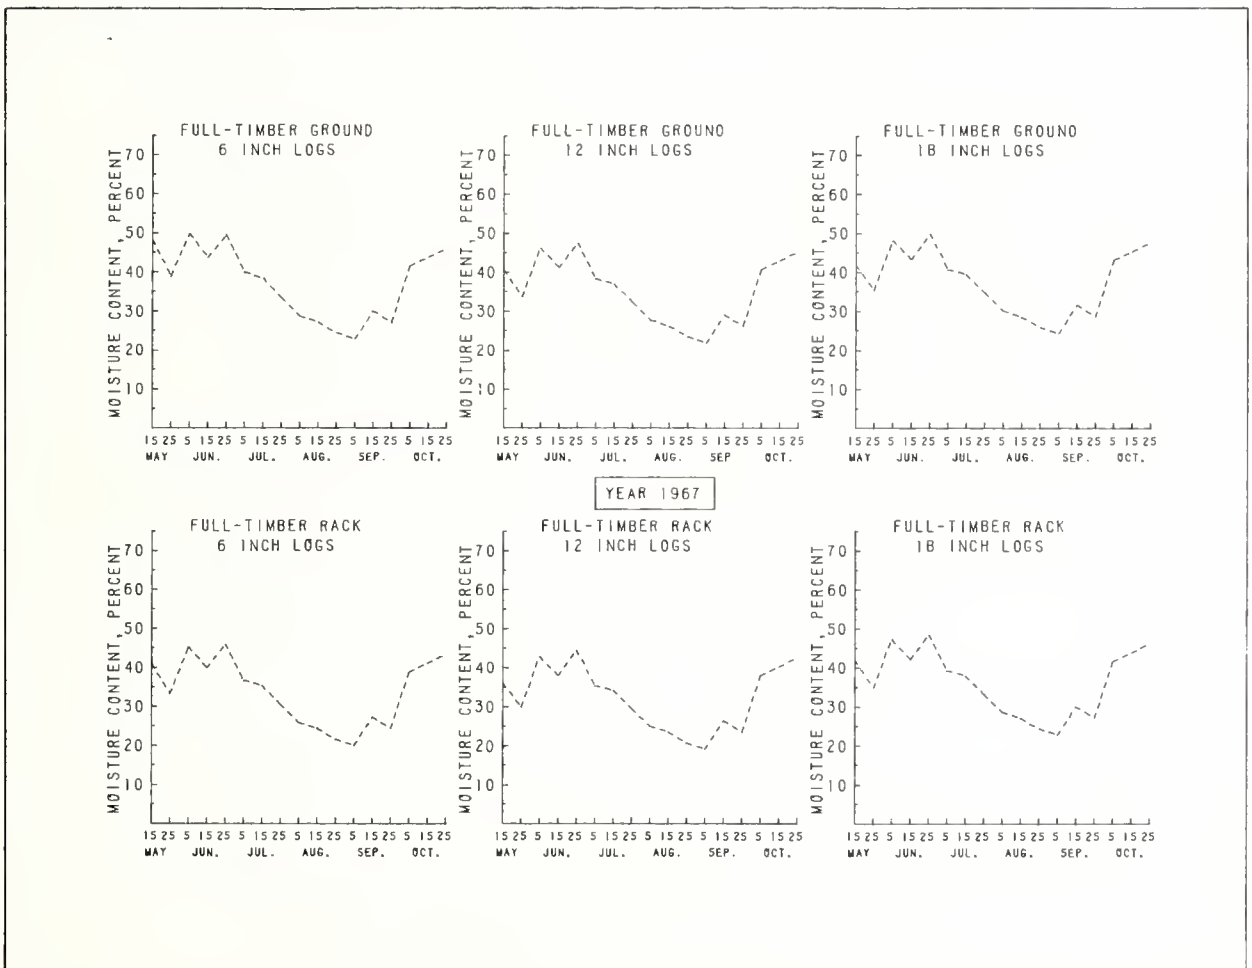 FULL-TIMBER GROUND
6 INCH LOGS
MOISTURE CONTENT, PERCENT
70
60
50
40
30
20
10
15 25 5 15 25 5 15 25 5 15 25 5 15 25 5 15 25
MAY JUN. JUL. AUG. SEP. OCT.
FULL-TIMBER GROUND
12 INCH LOGS
MOISTURE CONTENT, PERCENT
70
60
50
40
30
20
10
15 25 5 15 25 5 15 25 5 15 25 5 15 25 5 15 25
MAY JUN. JUL. AUG. SEP OCT.
FULL-TIMBER GROUND
18 INCH LOGS
MOISTURE CONTENT, PERCENT
70
60
50
40
30
20
10
15 25 5 15 25 5 15 25 5 15 25 5 15 25 5 15 25
MAY JUN. JUL. AUG. SEP. OCT.
YEAR 1967
FULL-TIMBER RACK
6 INCH LOGS
MOISTURE CONTENT, PERCENT
70
60
50
40
30
20
10
15 25 5 15 25 5 15 25 5 15 25 5 15 25 5 15 25
MAY JUN. JUL. AUG. SEP. OCT.
FULL-TIMBER RACK
12 INCH LOGS
MOISTURE CONTENT, PERCENT
70
60
50
40
30
20
10
15 25 5 15 25 5 15 25 5 15 25 5 15 25 5 15 25
MAY JUN. JUL. AUG. SEP. OCT.
FULL-TIMBER RACK
18 INCH LOGS
MOISTURE CONTENT, PERCENT
70
60
50
40
30
20
10
15 25 5 15 25 5 15 25 5 15 25 5 15 25 5 15 25
MAY JUN. JUL. AUG. SEP. OCT.